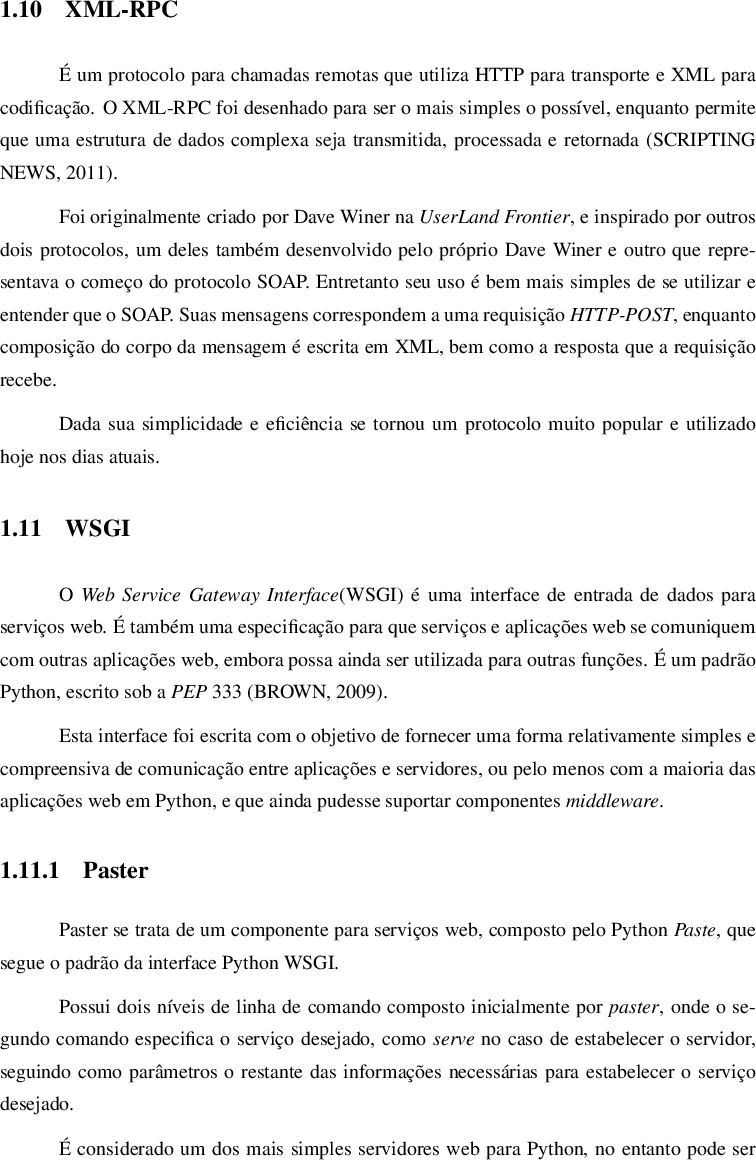 1.10 XML-RPC
É um protocolo para chamadas remotas que utiliza HTTP para transporte e XML para
codificação. O XML-RPC foi desenhado para ser o mais simples o possível, enquanto permite
que uma estrutura de dados complexa seja transmitida, processada e retornada (SCRIPTING
NEWS, 2011).
Foi originalmente criado por Dave Winer na UserLand Frontier, e inspirado por outros
dois protocolos, um deles também desenvolvido pelo próprio Dave Winer e outro que repre-
sentava o começo do protocolo SOAP. Entretanto seu uso é bem mais simples de se utilizar e
entender que o SOAP. Suas mensagens correspondem a uma requisição HTTP-POST, enquanto
composição do corpo da mensagem é escrita em XML, bem como a resposta que a requisição
recebe.
Dada sua simplicidade e eficiência se tornou um protocolo muito popular e utilizado
hoje nos dias atuais.
1.11 WSGI
O Web Service Gateway Interface(WSGI) é uma interface de entrada de dados para
serviços web. É também uma especificação para que serviços e aplicações web se comuniquem
com outras aplicações web, embora possa ainda ser utilizada para outras funções. É um padrão
Python, escrito sob a PEP 333 (BROWN, 2009).
Esta interface foi escrita com o objetivo de fornecer uma forma relativamente simples e
compreensiva de comunicação entre aplicações e servidores, ou pelo menos com a maioria das
aplicações web em Python, e que ainda pudesse suportar componentes middleware.
1.11.1 Paster
Paster se trata de um componente para serviços web, composto pelo Python Paste, que
segue o padrão da interface Python WSGI.
Possui dois níveis de linha de comando composto inicialmente por paster, onde o se-
gundo comando especifica o serviço desejado, como serve no caso de estabelecer o servidor,
seguindo como parâmetros o restante das informações necessárias para estabelecer o serviço
desejado.
É considerado um dos mais simples servidores web para Python, no entanto pode ser